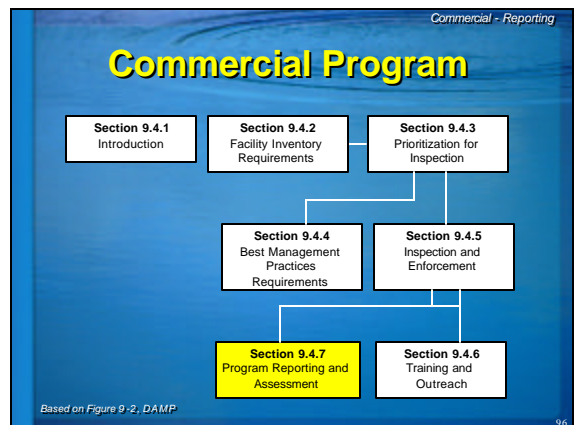 Commercial - Reporting
Commercial Program
Section 9.4.1
Introduction
Section 9.4.2
Facility Inventory
Requirements
Section 9.4.3
Prioritization for
Inspection
Section 9.4.4
Best Management
Practices
Requirements
Section 9.4.5
Inspection and
Enforcement
Section 9.4.7
Program Reporting and
Assessment
Section 9.4.6
Training and
Outreach
Based on Figure 9 -2, DAMP
96